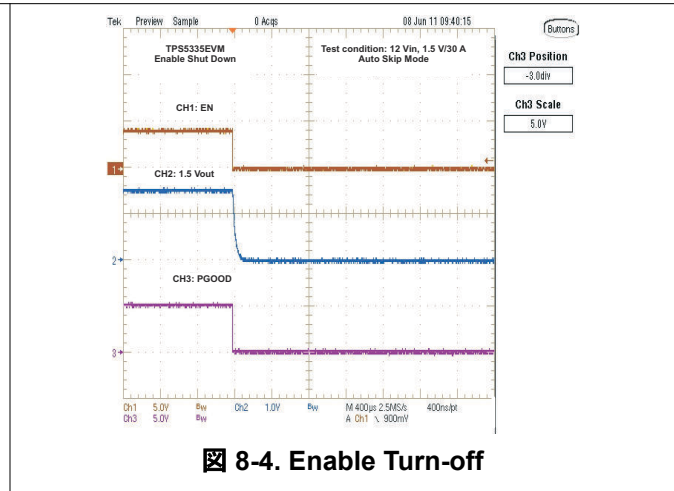 Tek Preview Sample 0 Acqs 08 Jun 11 09:40:15
Buttons
TPS5335EVM
Enable Shut Down
Test condition: 12 Vin, 1.5 V/30 A
Auto Skip Mode
Ch3 Position
-3.0div
Ch3 Scale
5.0V
CH1: EN
1
CH2: 1.5 Vout
2
CH3: PGOOD
3
Ch1 5.0V Bw Ch2 1.0V Bw M 400µs 2.5MS/s 400ns/pt
Ch3 5.0V Bw A Ch1 \ 900mV
図 8-4. Enable Turn-off